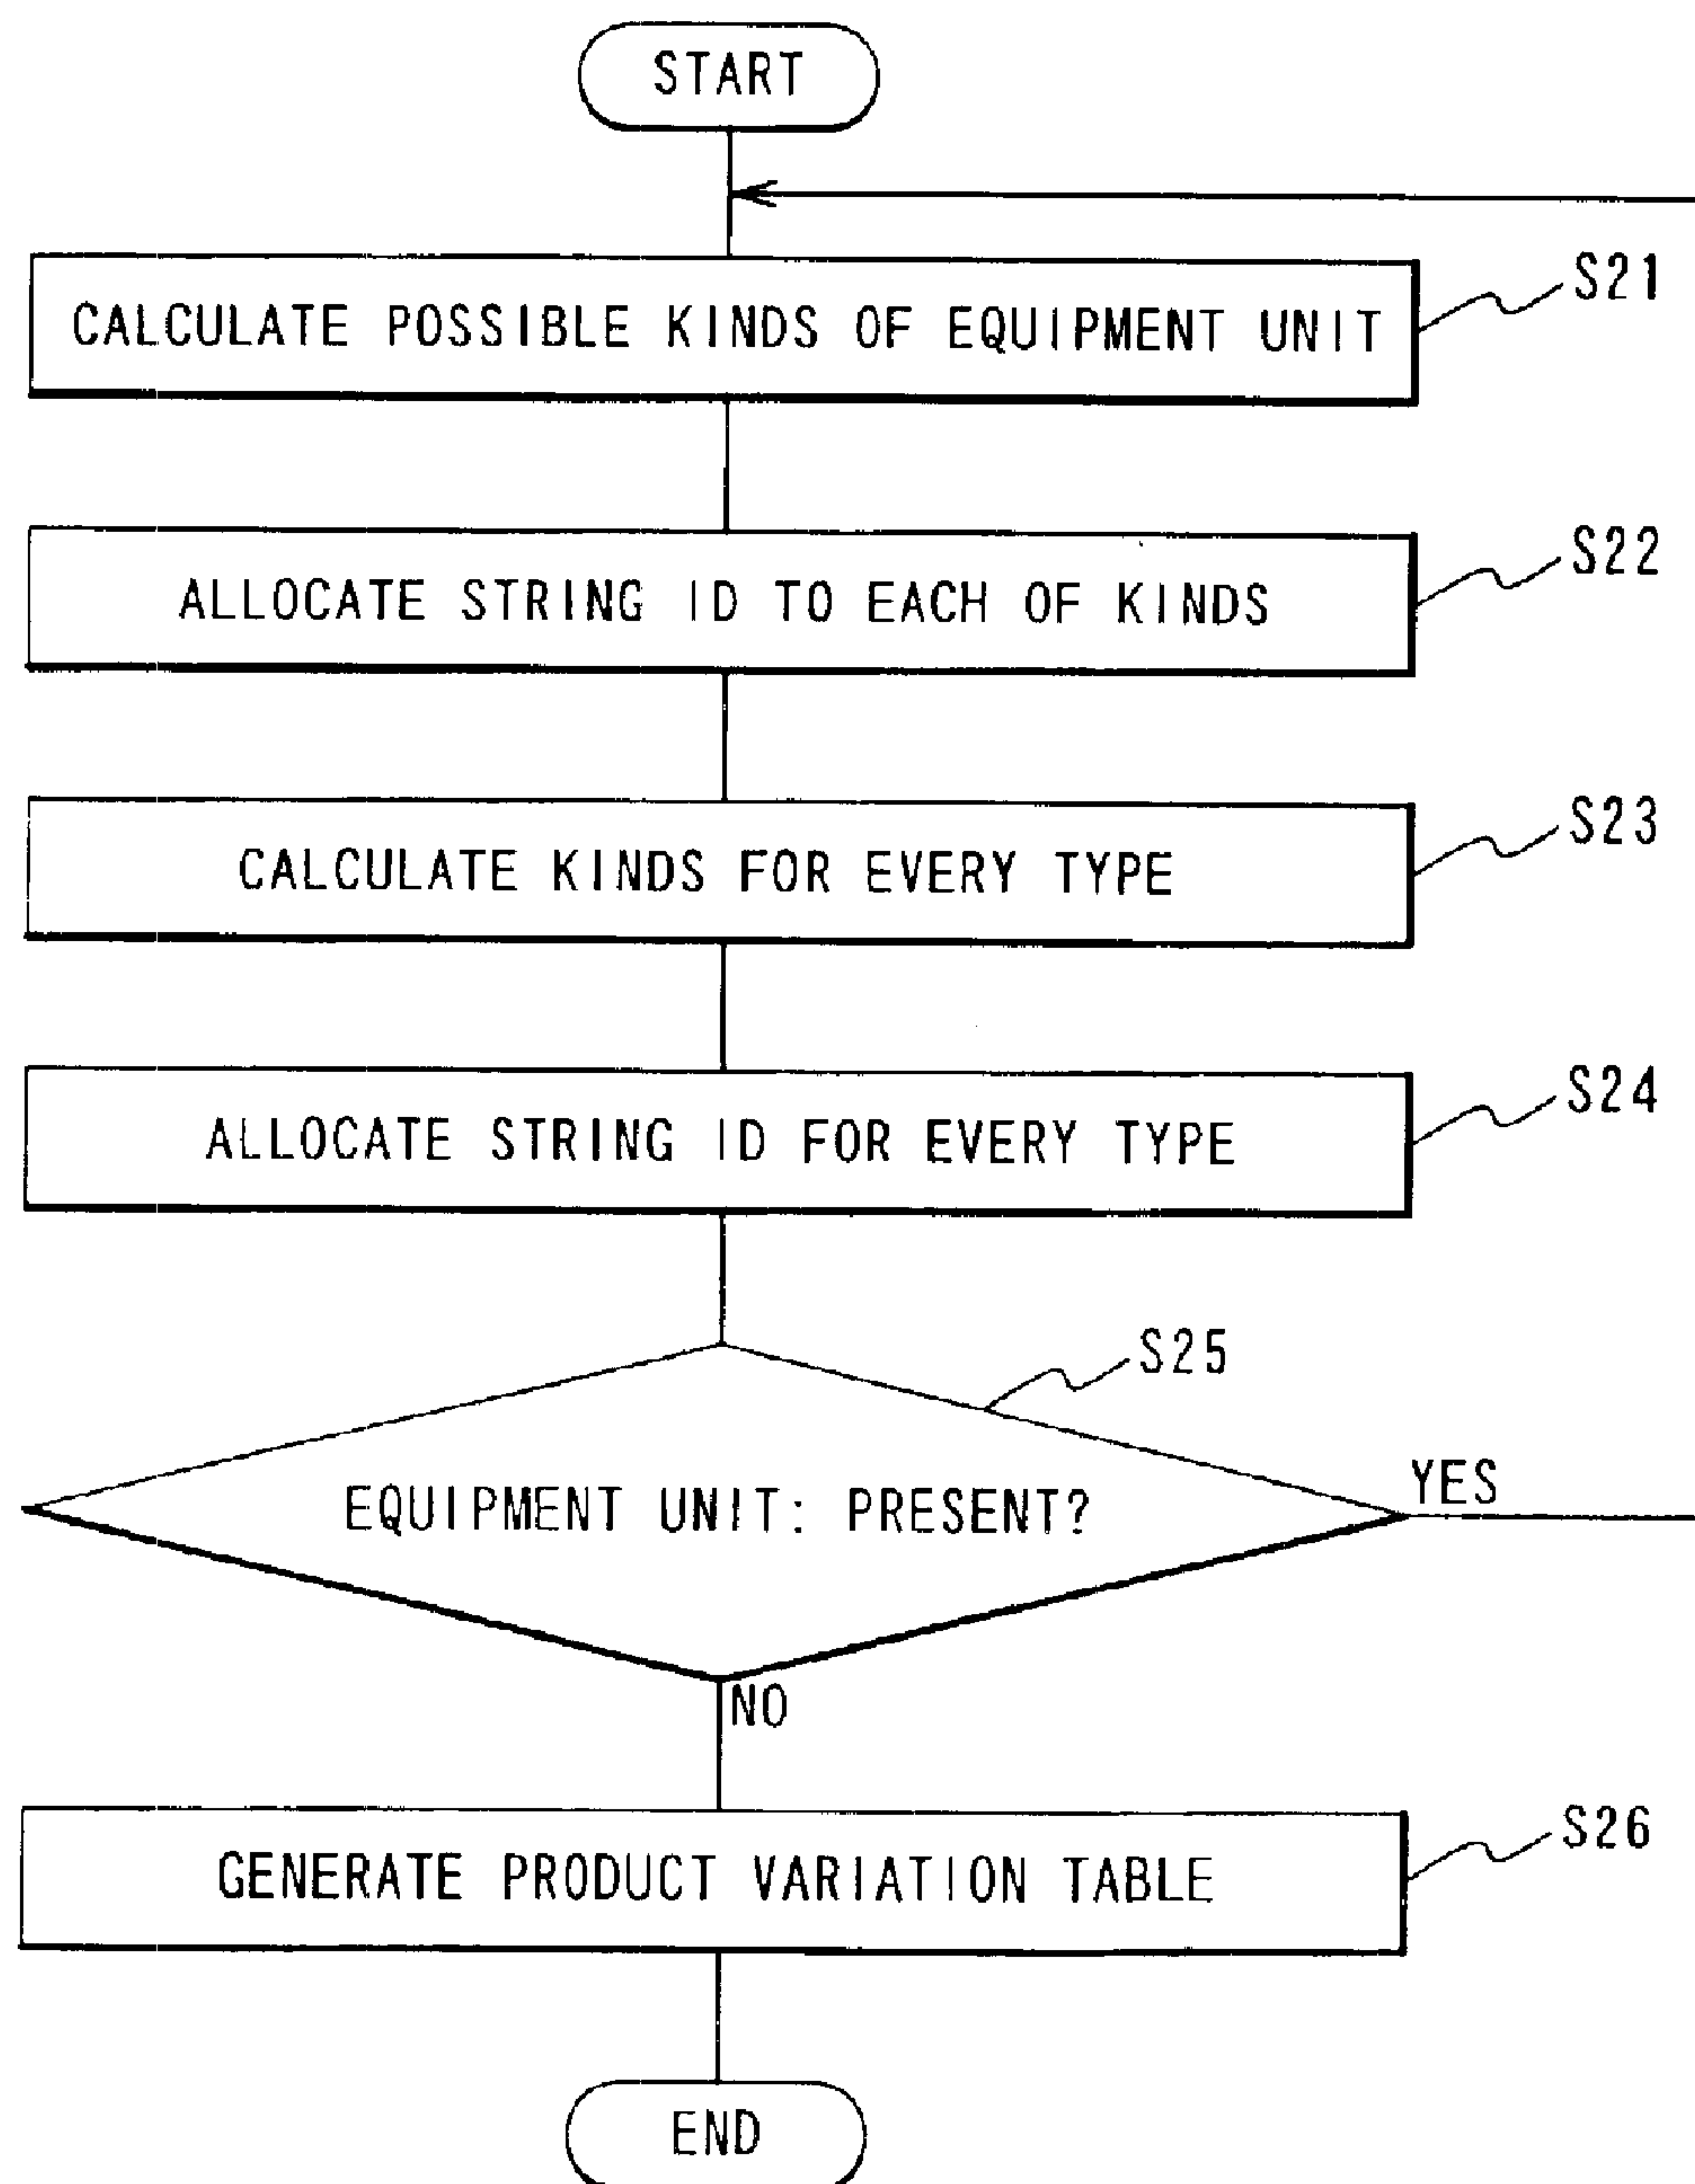 START
CALCULATE POSSIBLE KINDS OF EQUIPMENT UNIT
S21
ALLOCATE STRING ID TO EACH OF KINDS
S22
CALCULATE KINDS FOR EVERY TYPE
S23
ALLOCATE STRING ID FOR EVERY TYPE
S24
S25
EQUIPMENT UNIT: PRESENT?
YES
NO
GENERATE PRODUCT VARIATION TABLE
S26
END